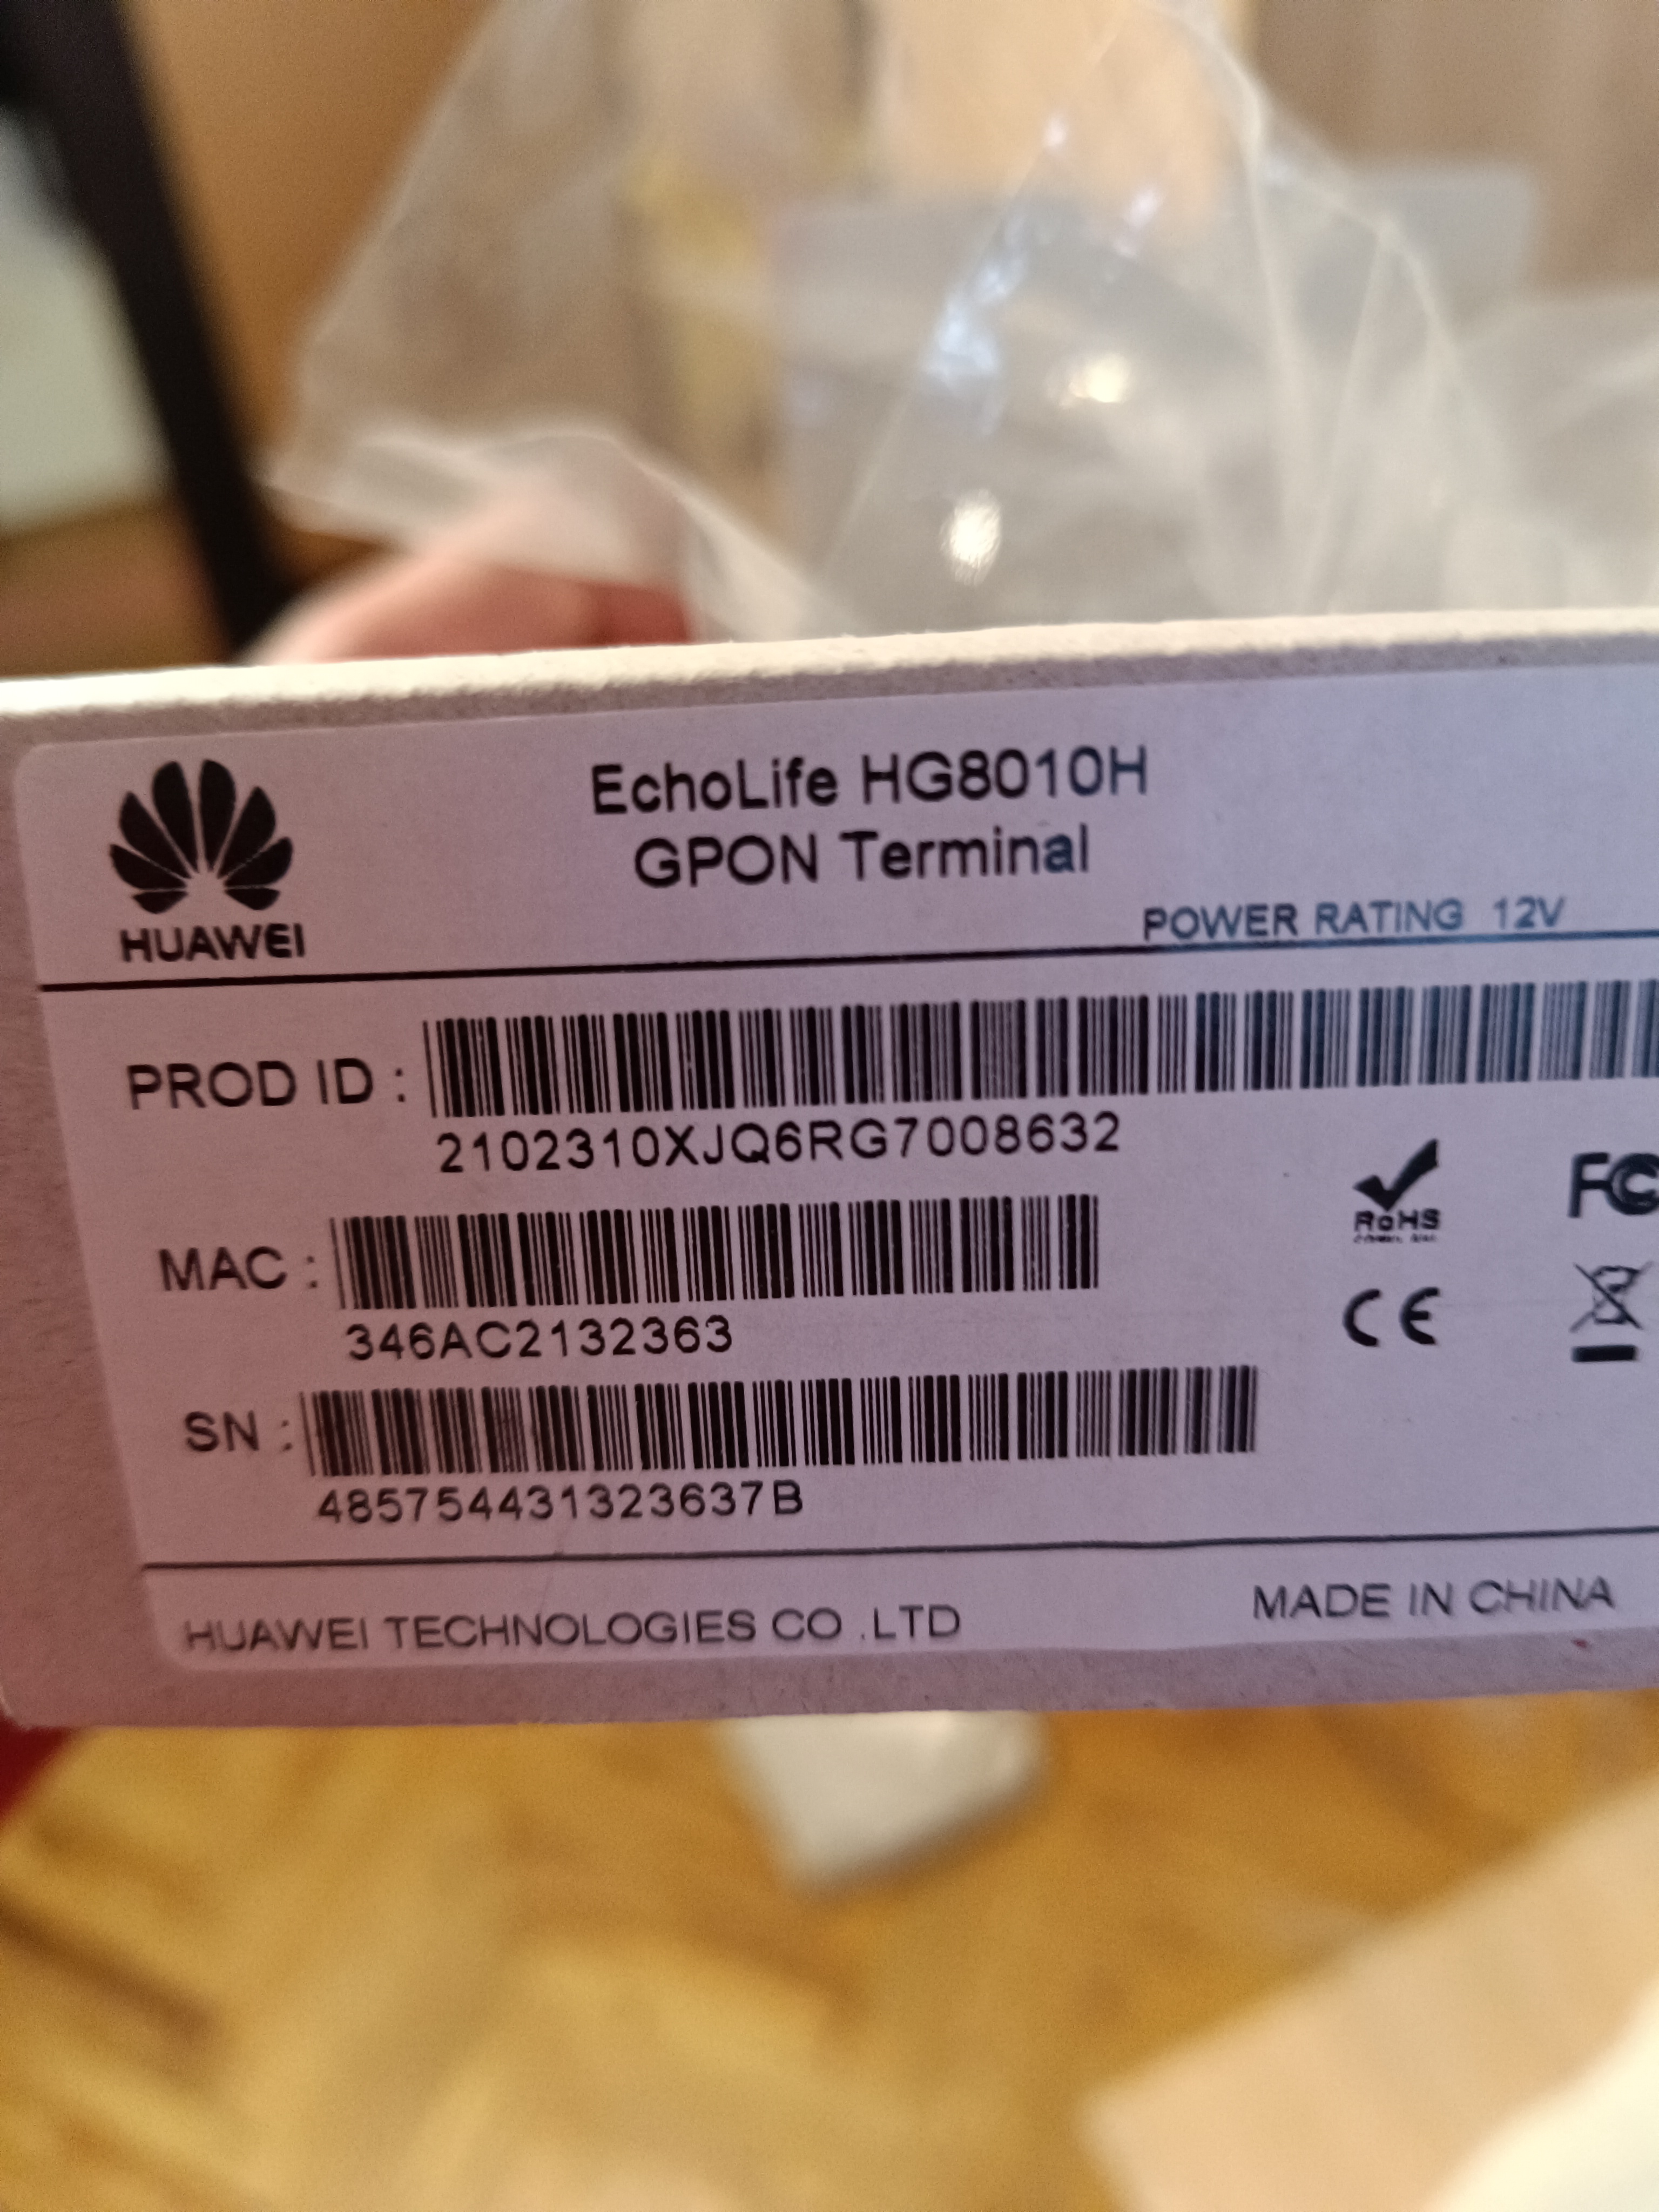 EchoLife HG8010H
GPON Terminal
HUAWEI
POWER RATING 12V
PROD ID :
2102310XJQ6RG7008632
MAC :
346AC2132363
SN :
485754431323637B
RoHS
FC
CE
HUAWEI TECHNOLOGIES CO .LTD
MADE IN CHINA